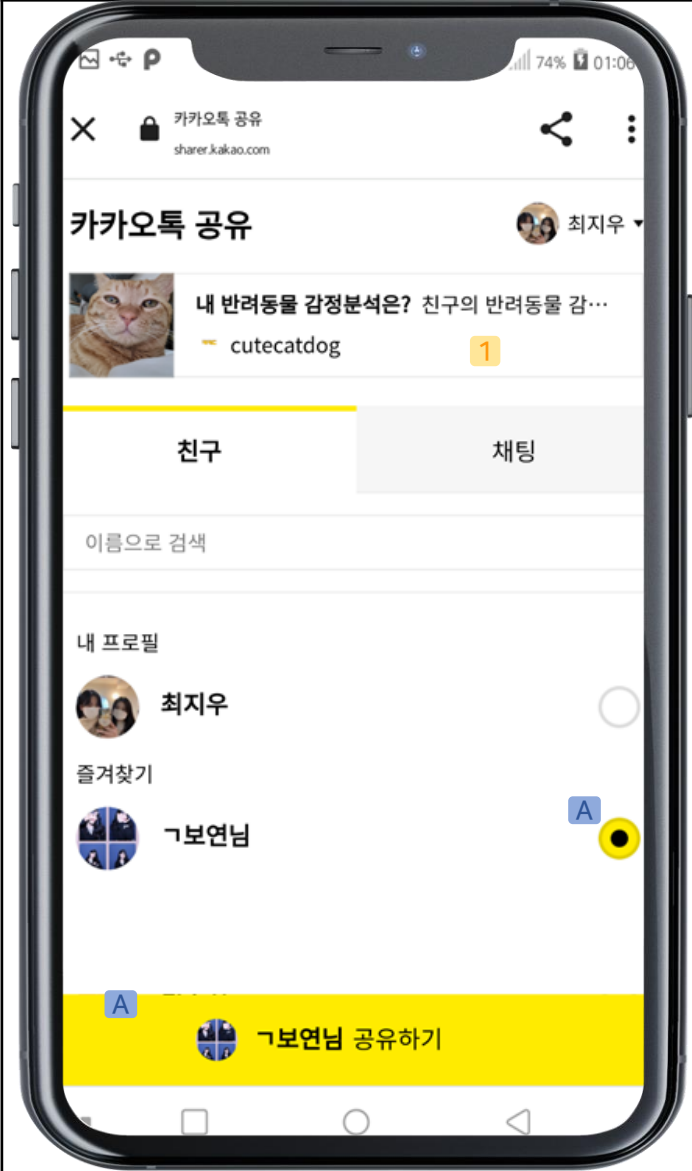 74% 01:06
카카오톡 공유
sharer.kakao.com
카카오톡 공유
최지우
내 반려동물 감정분석은? 친구의 반려동물 감…
cutecatdog
1
친구 채팅
이름으로 검색
내 프로필
최지우
즐겨찾기
A
ㄱ보연님
A
ㄱ보연님 공유하기